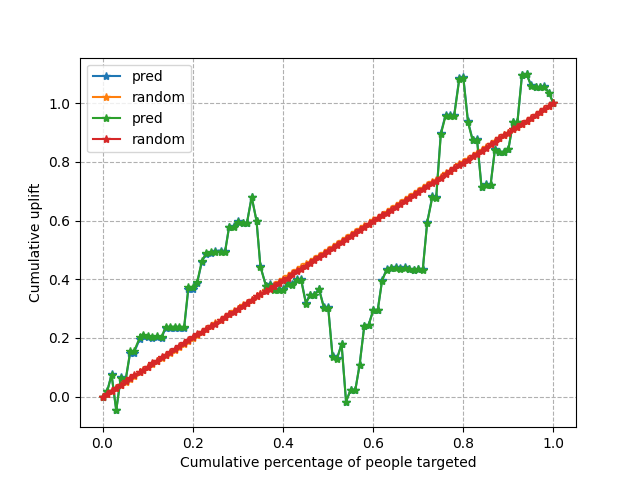 pred
random
pred
random
Cumulative uplift
1.0
0.8
0.6
0.4
0.2
0.0
0.0 0.2 0.4 0.6 0.8 1.0
Cumulative percentage of people targeted